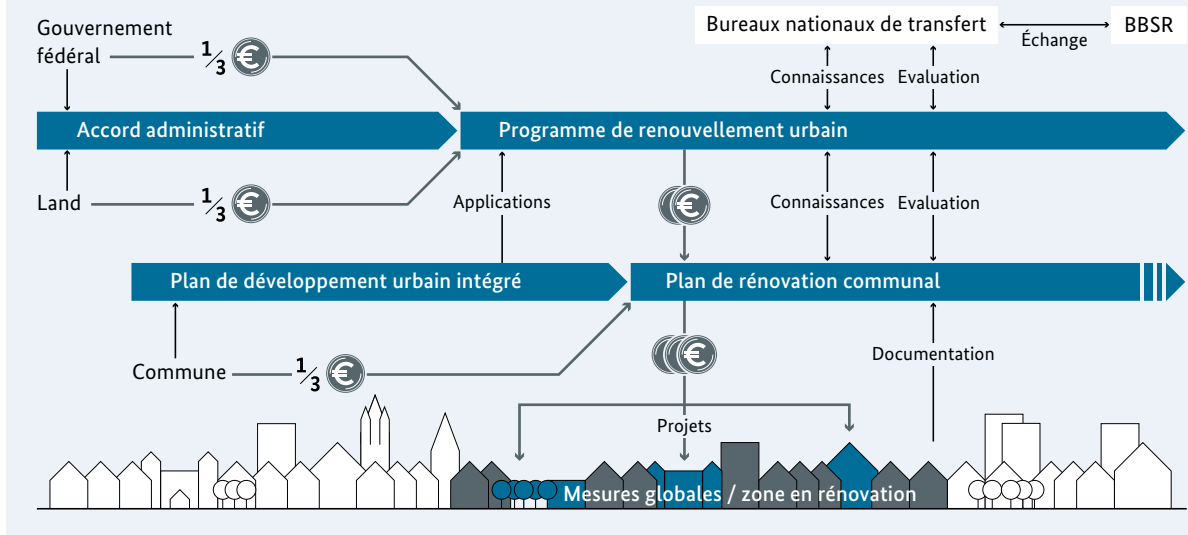 Gouvernement
fédéral
1/3 €
Bureaux nationaux de transfert
Échange
BBSR
Connaissances
Evaluation
Accord administratif
Programme de renouvellement urbain
Land
1/3 €
Applications
€
Connaissances
Evaluation
Plan de développement urbain intégré
Plan de rénovation communal
Commune
1/3 €
€
Documentation
Projets
Mesures globales / zone en rénovation